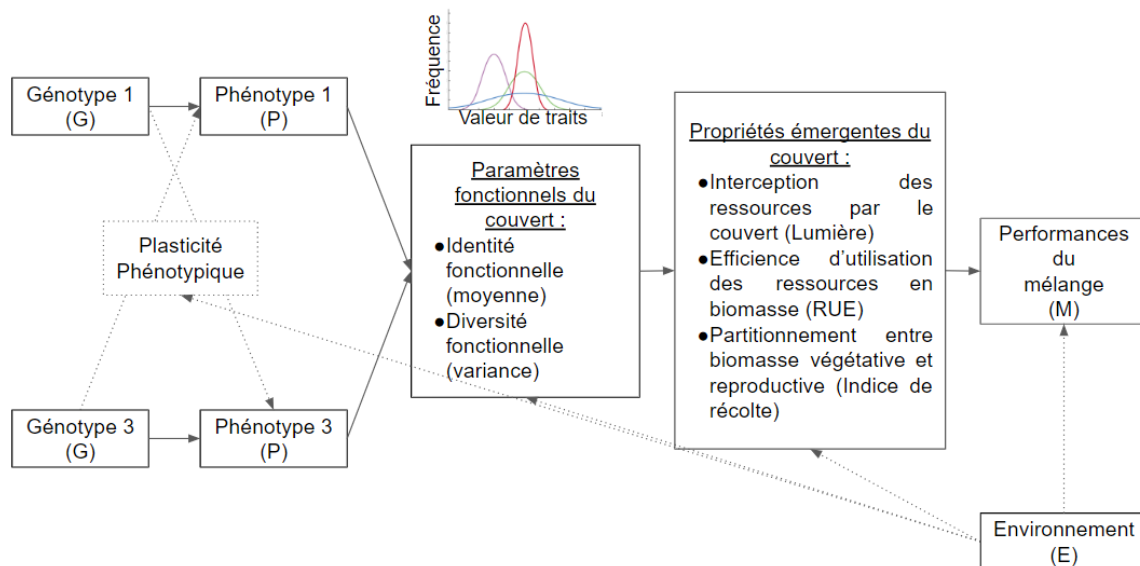 Fréquence
Valeur de traits
Génotype 1
(G)
Phénotype 1
(P)
Plasticité
Phénotypique
Génotype 3
(G)
Phénotype 3
(P)
Paramètres
fonctionnels du
couvert :
●Identité
fonctionnelle
(moyenne)
●Diversité
fonctionnelle
(variance)
Propriétés émergentes du
couvert :
●Interception des
ressources par le
couvert (Lumière)
●Efficience d'utilisation
des ressources en
biomasse (RUE)
●Partitionnement entre
biomasse végétative et
reproductive (Indice de
récolte)
Performances
du
mélange
(M)
Environnement
(E)